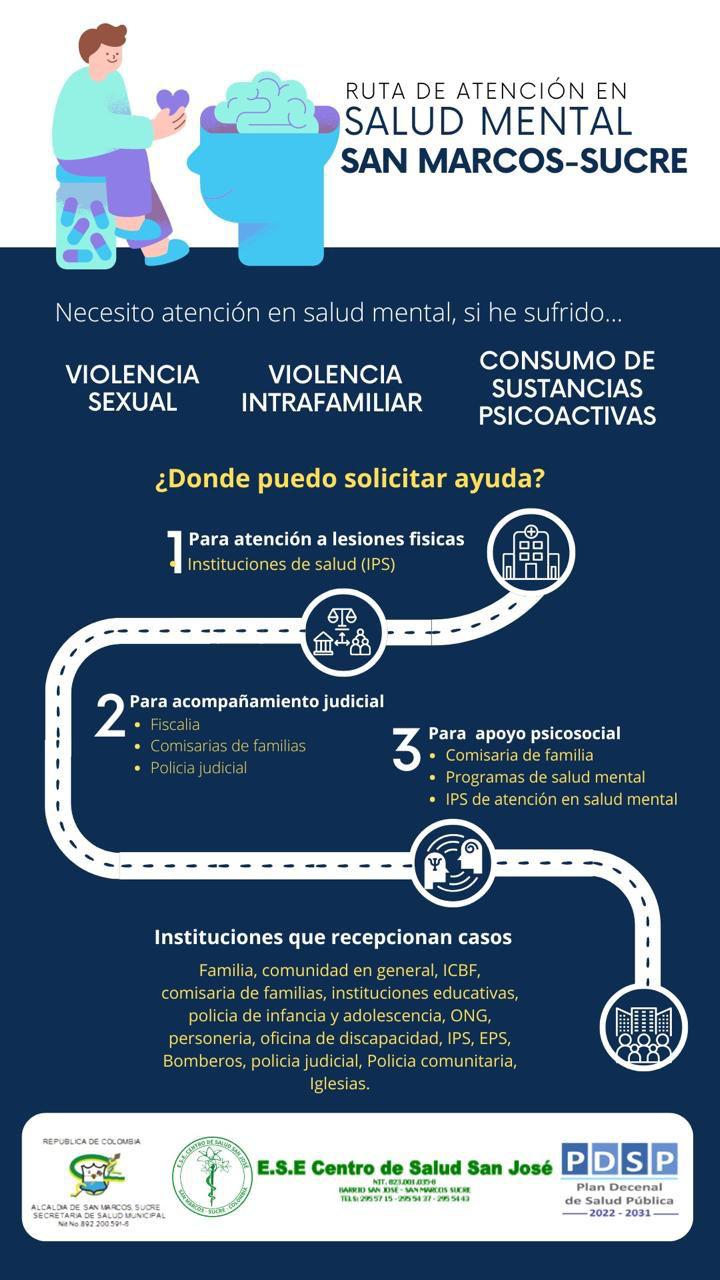 RUTA DE ATENCIÓN EN
SALUD MENTAL
SAN MARCOS-SUCRE
Necesito atención en salud mental, si he sufrido...
VIOLENCIA
SEXUAL
VIOLENCIA
INTRAFAMILIAR
CONSUMO DE
SUSTANCIAS
PSICOACTIVAS
¿Donde puedo solicitar ayuda?
1 Para atención a lesiones fisicas
• Instituciones de salud (IPS)
2 Para acompañamiento judicial
• Fiscalia
• Comisarias de familias
• Policia judicial
3 Para apoyo psicosocial
• Comisaria de familia
• Programas de salud mental
• IPS de atención en salud mental
Instituciones que recepcionan casos
Familia, comunidad en general, ICBF,
comisaria de familias, instituciones educativas,
policia de infancia y adolescencia, ONG,
personeria, oficina de discapacidad, IPS, EPS,
Bomberos, policia judicial, Policia comunitaria,
Iglesias.
REPUBLICA DE COLOMBIA
ALCALDIA DE SAN MARCOS, SUCRE
SECRETARIA DE SALUD MUNICIPAL
Nit No.892.200.591-6
E.S.E. CENTRO DE SALUD SAN JOSÉ
SAN MARCOS - SUCRE - COLOMBIA
E.S.E Centro de Salud San José
NIT. 823.001.035-8
BARRIO SAN JOSE - SAN MARCOS SUCRE
TELS: 295 57 15 - 295 54 37 - 295 54 43
PDSP
Plan Decenal
de Salud Pública
2022 - 2031